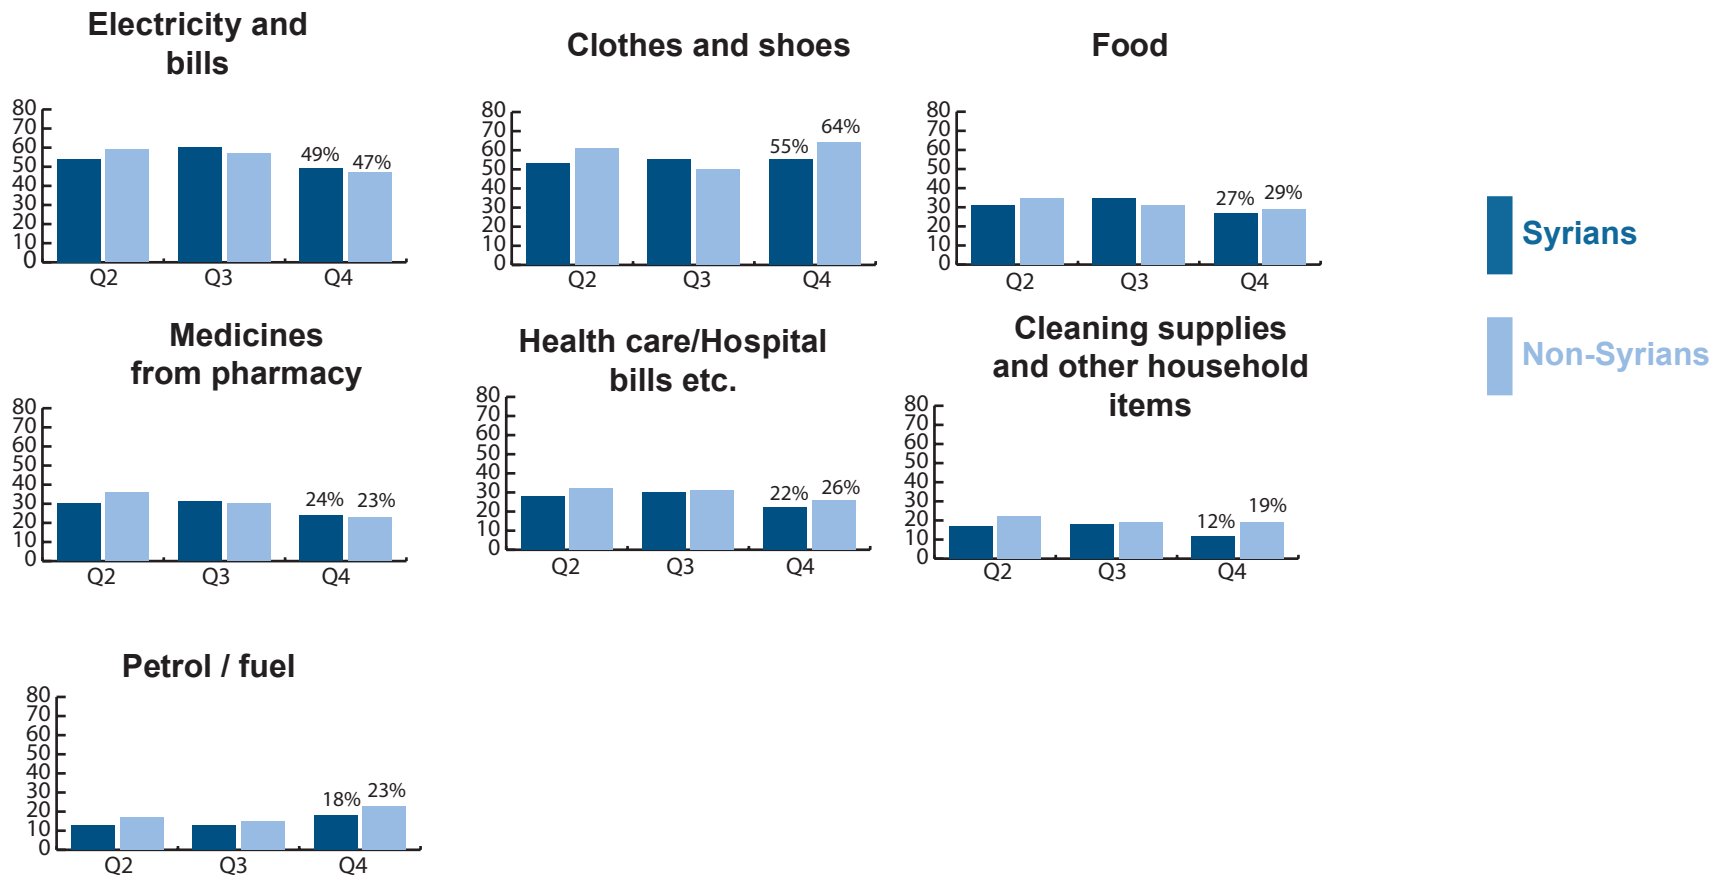 Electricity and
bills
80
70
60
50
40
30
20
10
0
49%
47%
Q2
Q3
Q4
Clothes and shoes
80
70
60
50
40
30
20
10
0
55%
64%
Q2
Q3
Q4
Food
80
70
60
50
40
30
20
10
0
27%
29%
Q2
Q3
Q4
Syrians
Non-Syrians
Medicines
from pharmacy
80
70
60
50
40
30
20
10
0
24%
23%
Q2
Q3
Q4
Health care/Hospital
bills etc.
80
70
60
50
40
30
20
10
0
22%
26%
Q2
Q3
Q4
Cleaning supplies
and other household
items
80
70
60
50
40
30
20
10
0
12%
19%
Q2
Q3
Q4
Petrol / fuel
80
70
60
50
40
30
20
10
0
18%
23%
Q2
Q3
Q4